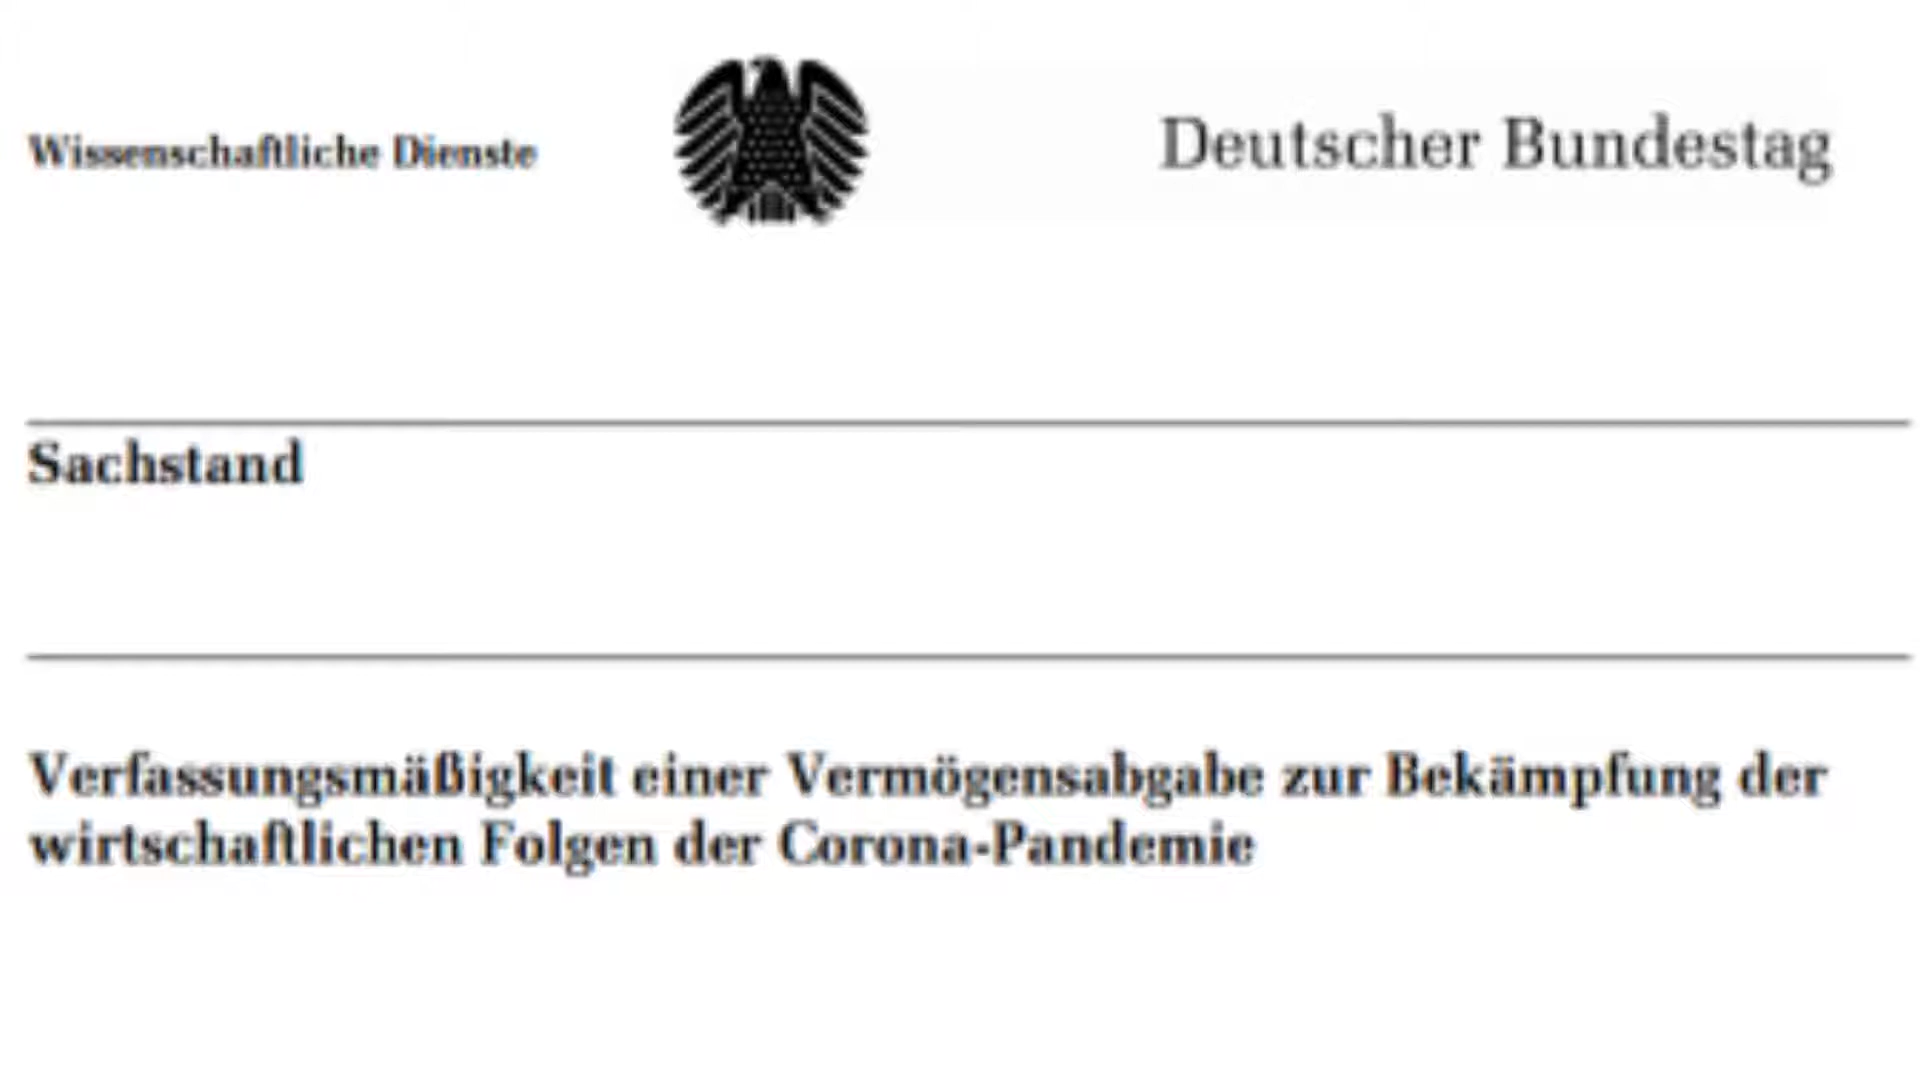 Wissenschaftliche Dienste
Deutscher Bundestag
Sachstand
Verfassungsmäßigkeit einer Vermögensabgabe zur Bekämpfung der
wirtschaftlichen Folgen der Corona-Pandemie